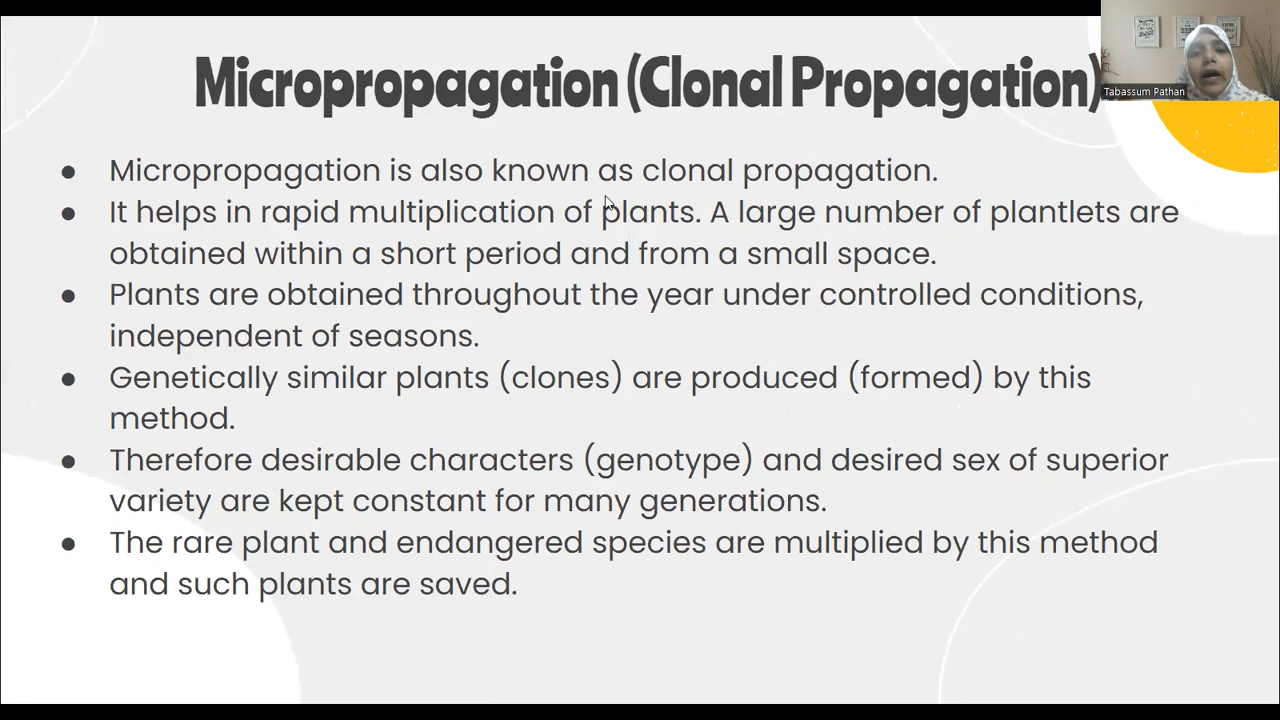 Micropropagation (Clonal Propagation)
Tabassum Pathan
● Micropropagation is also known as clonal propagation.
● It helps in rapid multiplication of plants. A large number of plantlets are
obtained within a short period and from a small space.
● Plants are obtained throughout the year under controlled conditions,
independent of seasons.
● Genetically similar plants (clones) are produced (formed) by this
method.
● Therefore desirable characters (genotype) and desired sex of superior
variety are kept constant for many generations.
● The rare plant and endangered species are multiplied by this method
and such plants are saved.